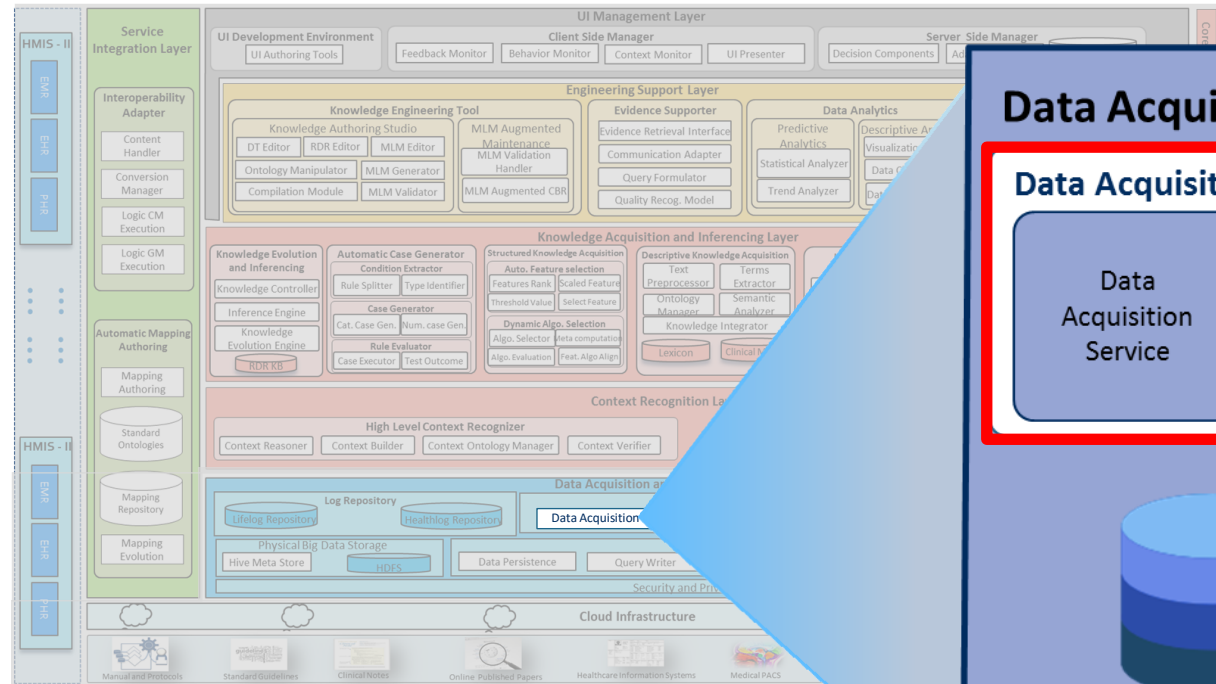 UI Management Layer
HMIS - II
EMR
EHR
PHR
HMIS - II
EMR
EHR
PHR
Service
Integration Layer
Interoperability
Adapter
Content
Handler
Conversion
Manager
Logic CM
Execution
Logic GM
Execution
Automatic Mapping
Authoring
Mapping
Authoring
Standard
Ontologies
Mapping
Repository
Mapping
Evolution
UI Development Environment
UI Authoring Tools
Client Side Manager
Feedback Monitor
Behavior Monitor
Context Monitor
UI Presenter
Server Side Manager
Decision Components
Engineering Support Layer
Knowledge Engineering Tool
Knowledge Authoring Studio
DT Editor
RDR Editor
MLM Editor
Ontology Manipulator
MLM Generator
Compilation Module
MLM Validator
MLM Augmented
Maintenance
MLM Validation
Handler
MLM Augmented CBR
Evidence Supporter
Evidence Retrieval Interface
Communication Adapter
Query Formulator
Quality Recog. Model
Data Analytics
Predictive
Analytics
Statistical Analyzer
Trend Analyzer
Descriptive
Knowledge Acquisition and Inferencing Layer
Knowledge Evolution
and Inferencing
Knowledge Controller
Inference Engine
Knowledge
Evolution Engine
RDR KB
Automatic Case Generator
Condition Extractor
Rule Splitter
Type Identifier
Case Generator
Cat. Case Gen.
Num. case Gen.
Rule Evaluator
Case Executor
Test Outcome
Structured Knowledge Acquisition
Auto. Feature selection
Features Rank
Scaled Feature
Threshold Value
Select Feature
Dynamic Algo. Selection
Algo. Selector
Meta computation
Algo. Evaluation
Feat. Algo Align
Descriptive Knowledge Acquisition
Text
Preprocessor
Terms
Extractor
Ontology
Manager
Semantic
Analyzer
Knowledge Integrator
Lexicon
Clinical
Context Recognition
High Level Context Recognizer
Context Reasoner
Context Builder
Context Ontology Manager
Context Verifier
Data Acquisition
Log Repository
Lifelog Repository
Healthlog Repository
Data Acquisition
Physical Big Data Storage
Hive Meta Store
HDFS
Data Persistence
Query Writer
Security and
Cloud Infrastructure
Manual and Protocols
Standard Guidelines
Clinical Notes
Online Published Papers
Healthcare Information Systems
Medical PACS
Data Acqui
Data Acquisit
Data
Acquisition
Service